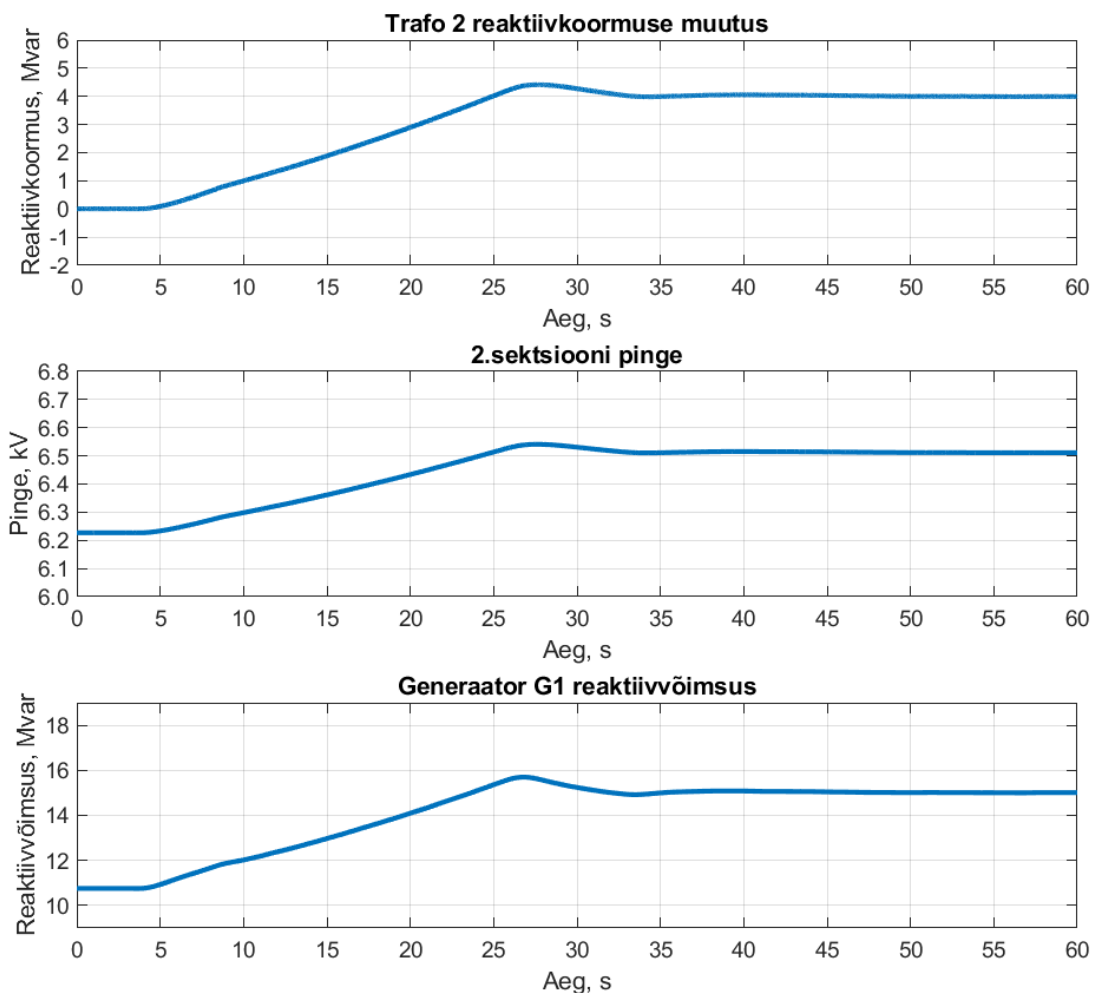 Trafo 2 reaktiivkoormuse muutus
Reaktiivkoormus, Mvar
6
5
4
3
2
1
0
-1
-2
0 5 10 15 20 25 30 35 40 45 50 55 60
Aeg, s
2.sektsiooni pinge
Pinge, kV
6.8
6.7
6.6
6.5
6.4
6.3
6.2
6.1
6.0
0 5 10 15 20 25 30 35 40 45 50 55 60
Aeg, s
Generaator G1 reaktiivvõimsus
Reaktiivvõimsus, Mvar
18
16
14
12
10
0 5 10 15 20 25 30 35 40 45 50 55 60
Aeg, s